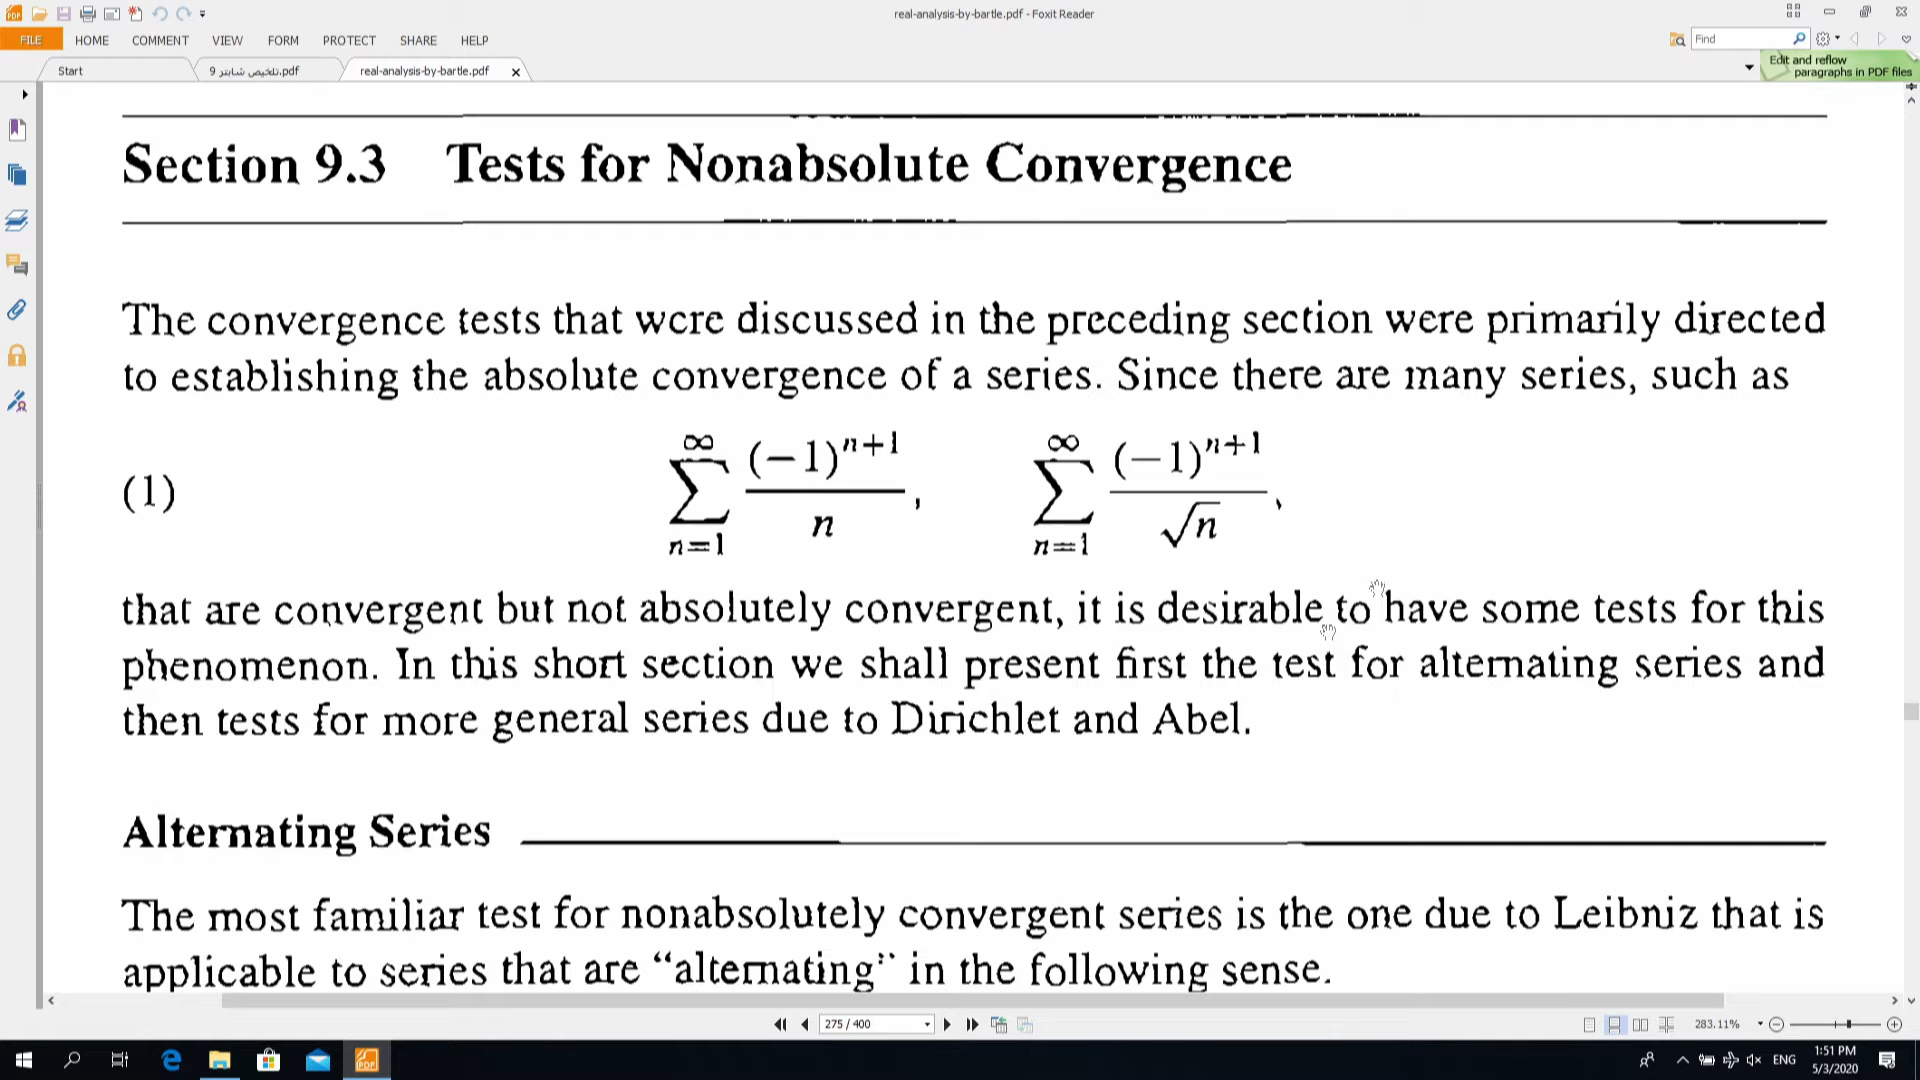 real-analysis-by-bartle.pdf - Foxit Reader
FILE HOME COMMENT VIEW FORM PROTECT SHARE HELP
Find
Start
تلخيص شابتر 9.pdf
real-analysis-by-bartle.pdf
Edit and reflow
paragraphs in PDF files
Section 9.3 Tests for Nonabsolute Convergence
The convergence tests that were discussed in the preceding section were primarily directed
to establishing the absolute convergence of a series. Since there are many series, such as
(1) ∑_{n=1}^{∞} (−1)^{n+1}/n, ∑_{n=1}^{∞} (−1)^{n+1}/√n,
that are convergent but not absolutely convergent, it is desirable to have some tests for this
phenomenon. In this short section we shall present first the test for alternating series and
then tests for more general series due to Dirichlet and Abel.
Alternating Series
The most familiar test for nonabsolutely convergent series is the one due to Leibniz that is
applicable to series that are “alternating” in the following sense.
275 / 400
283.11%
ENG
1:51 PM
5/3/2020